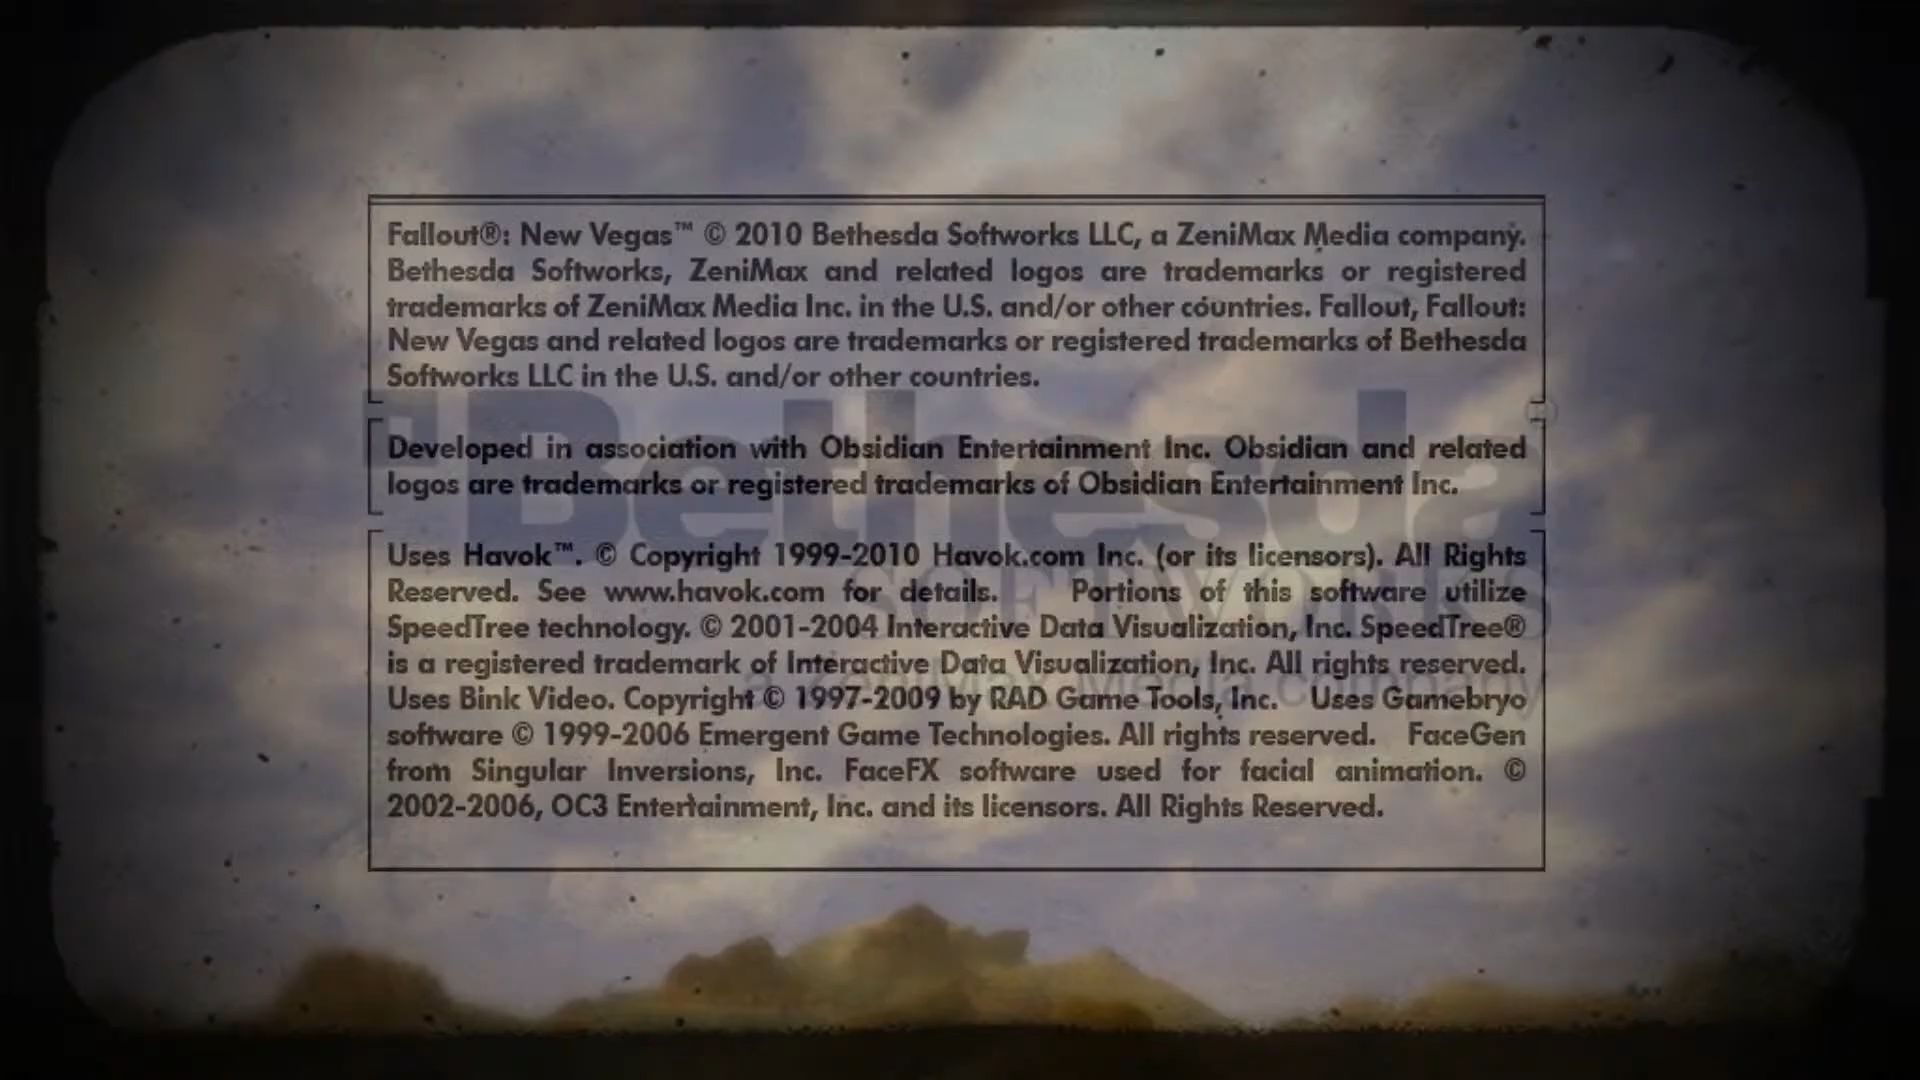 Fallout®: New Vegas™ © 2010 Bethesda Softworks LLC, a ZeniMax Media company.
Bethesda Softworks, ZeniMax and related logos are trademarks or registered
trademarks of ZeniMax Media Inc. in the U.S. and/or other countries. Fallout, Fallout:
New Vegas and related logos are trademarks or registered trademarks of Bethesda
Softworks LLC in the U.S. and/or other countries.
Bethesda
Developed in association with Obsidian Entertainment Inc. Obsidian and related
logos are trademarks or registered trademarks of Obsidian Entertainment Inc.
Uses Havok™. © Copyright 1999-2010 Havok.com Inc. (or its licensors). All Rights
Reserved. See www.havok.com for details. Portions of this software utilize
SOFTWORKS
SpeedTree technology. © 2001-2004 Interactive Data Visualization, Inc. SpeedTree®
is a registered trademark of Interactive Data Visualization, Inc. All rights reserved.
a ZeniMax Media company
Uses Bink Video. Copyright © 1997-2009 by RAD Game Tools, Inc. Uses Gamebryo
software © 1999-2006 Emergent Game Technologies. All rights reserved. FaceGen
from Singular Inversions, Inc. FaceFX software used for facial animation. ©
2002-2006, OC3 Entertainment, Inc. and its licensors. All Rights Reserved.